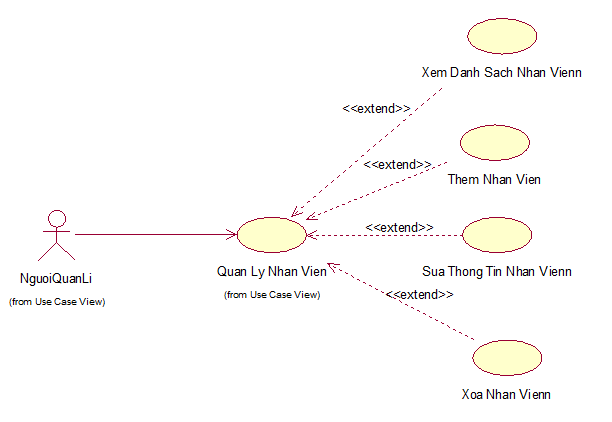 Xem Danh Sach Nhan Vienn
<<extend>>
<<extend>>
Them Nhan Vien
<<extend>>
NguoiQuanLi
(from Use Case View)
Quan Ly Nhan Vien
(from Use Case View)
Sua Thong Tin Nhan Vienn
<<extend>>
Xoa Nhan Vienn